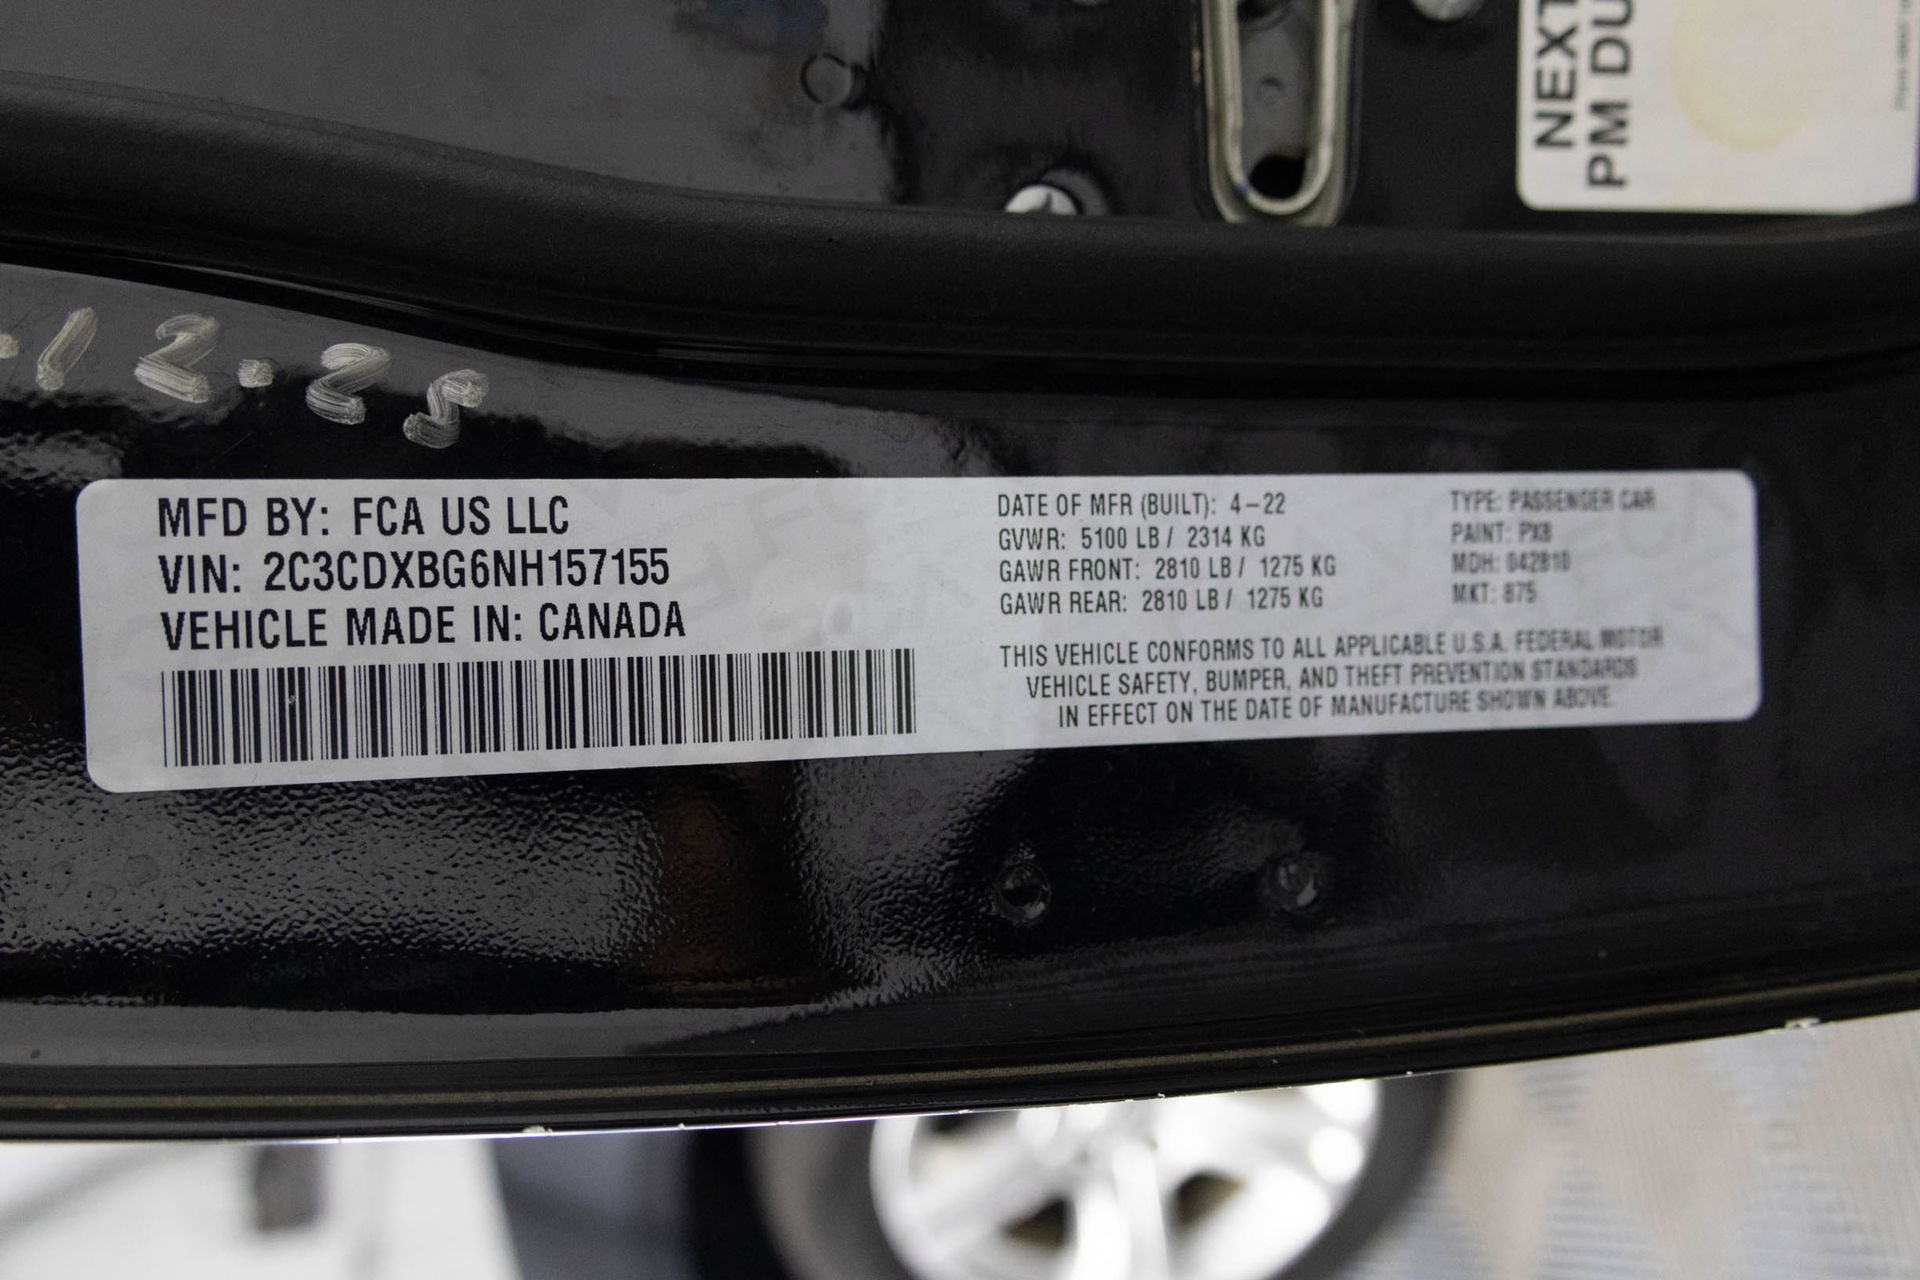 NEXT
PM DU
12.25
MFD BY: FCA US LLC
VIN: 2C3CDXBG6NH157155
VEHICLE MADE IN: CANADA
DATE OF MFR (BUILT): 4-22
GVWR: 5100 LB / 2314 KG
GAWR FRONT: 2810 LB / 1275 KG
GAWR REAR: 2810 LB / 1275 KG
TYPE: PASSENGER CAR
PAINT: PX8
MDH: 042810
MKT: 875
THIS VEHICLE CONFORMS TO ALL APPLICABLE U.S.A. FEDERAL MOTOR
VEHICLE SAFETY, BUMPER, AND THEFT PREVENTION STANDARDS
IN EFFECT ON THE DATE OF MANUFACTURE SHOWN ABOVE.